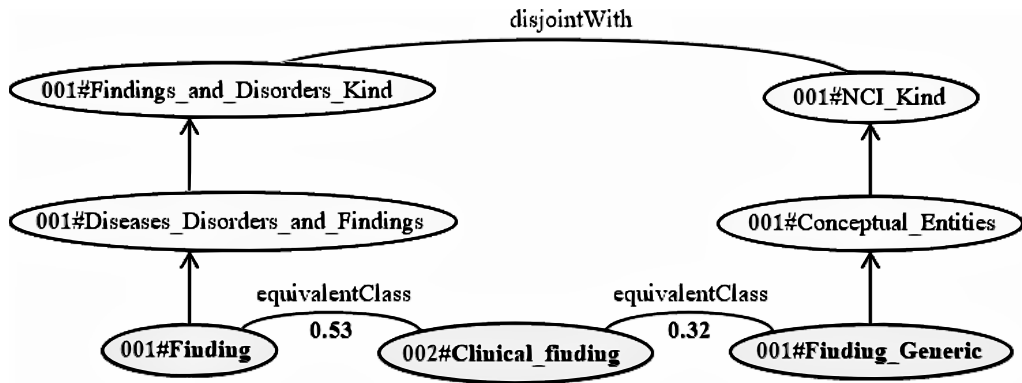 disjointWith
001#Findings_and_Disorders_Kind
001#NCI_Kind
001#Diseases_Disorders_and_Findings
001#Conceptual_Entities
equivalentClass
equivalentClass
0.53
0.32
001#Finding
002#Clinical_finding
001#Finding_Generic